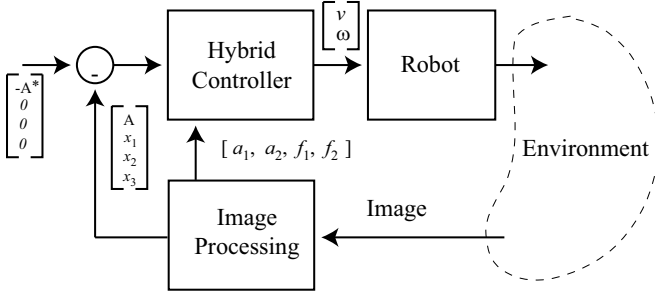 -A*
0
0
0
-
A
x1
x2
x3
Hybrid
Controller
v
ω
Robot
[ a1, a2, f1, f2 ]
Environment
Image
Processing
Image